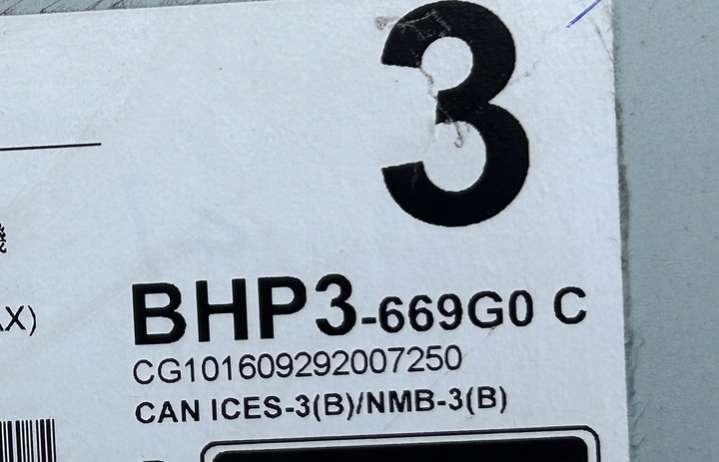 3
X)
BHP3-669G0 C
CG101609292007250
CAN ICES-3(B)/NMB-3(B)